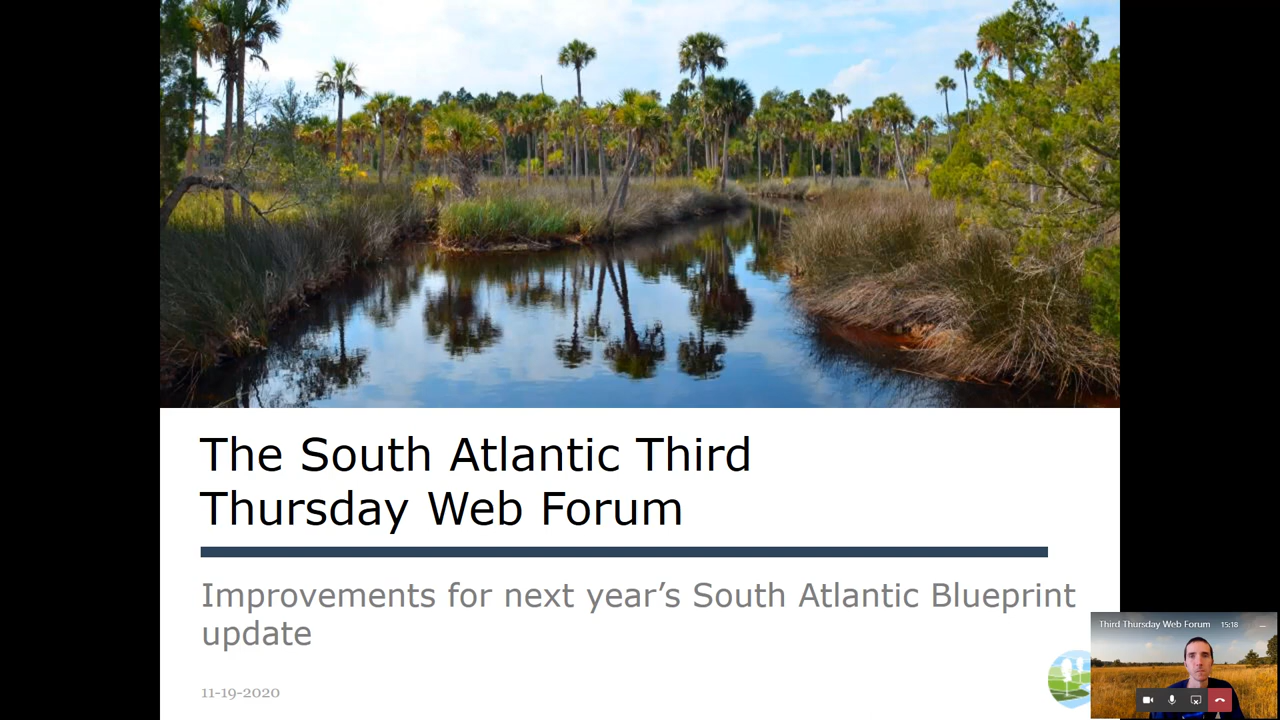 The South Atlantic Third
Thursday Web Forum
Improvements for next year’s South Atlantic Blueprint
update
11-19-2020
Third Thursday Web Forum 15:18